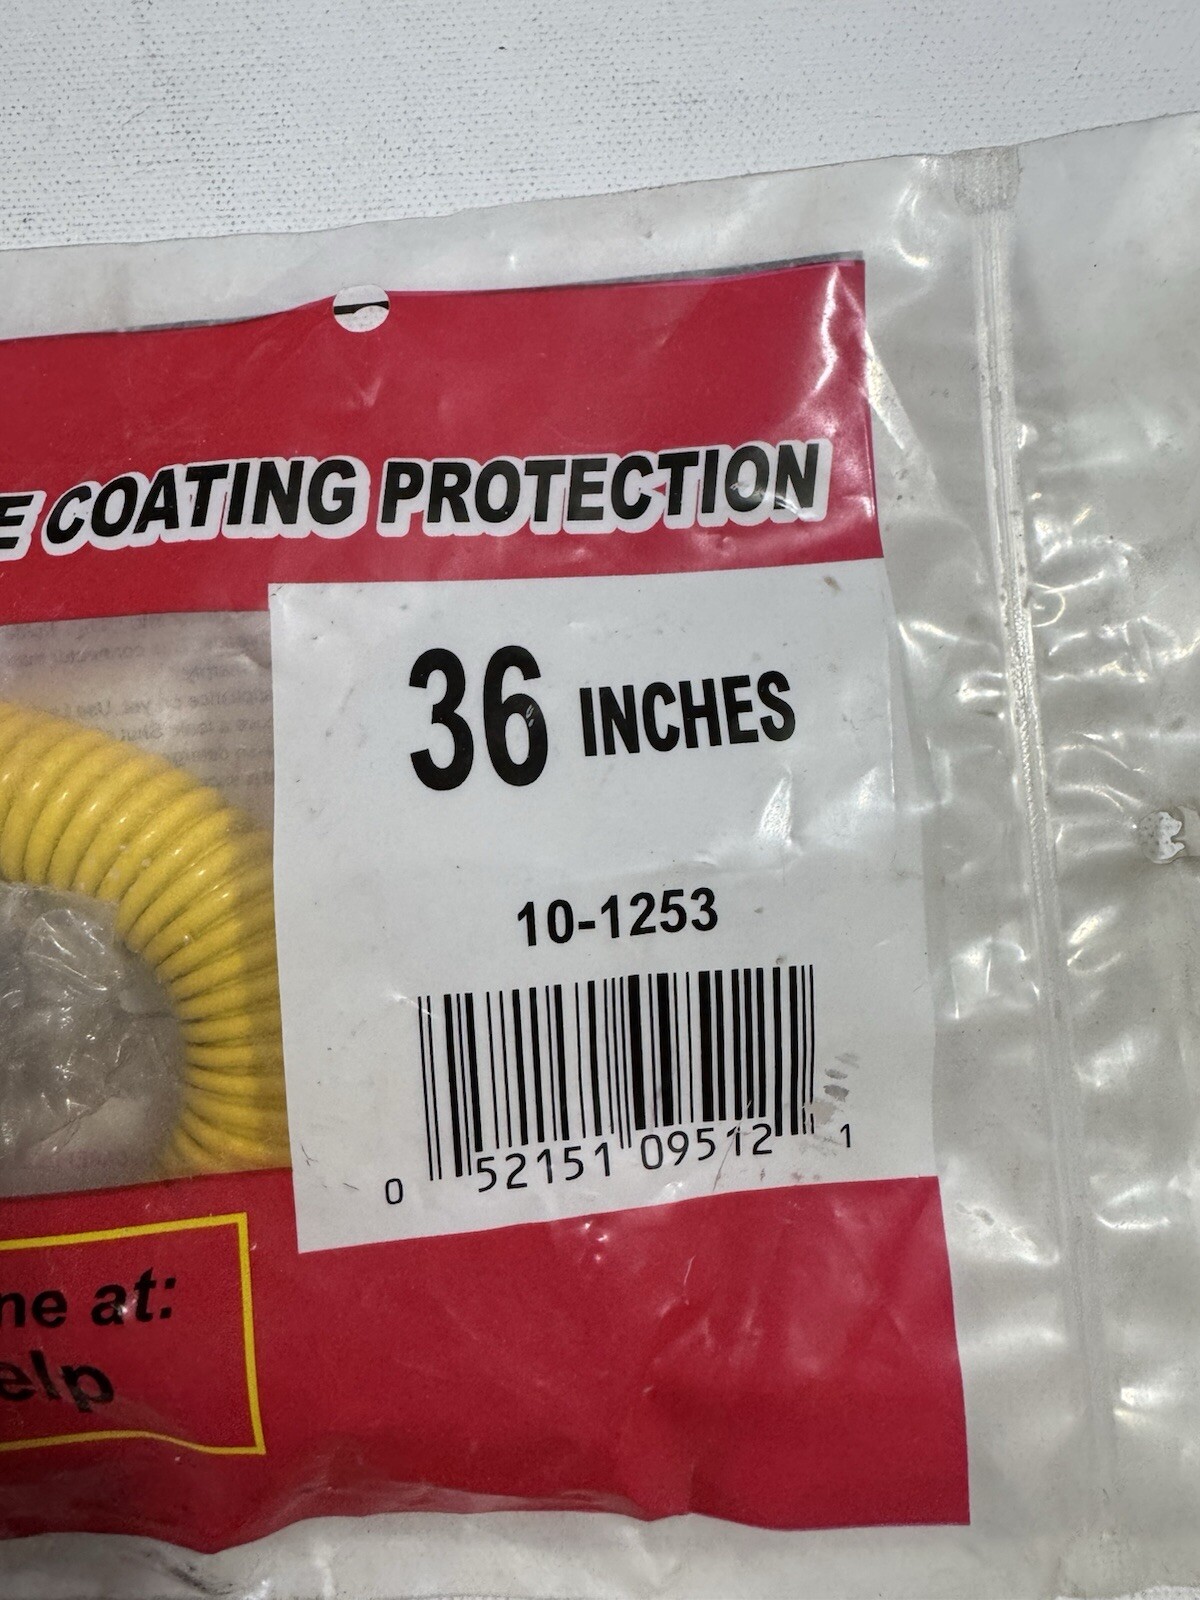 E COATING PROTECTION
36 INCHES
10-1253
0 52151 09512 1
ne at:
elp